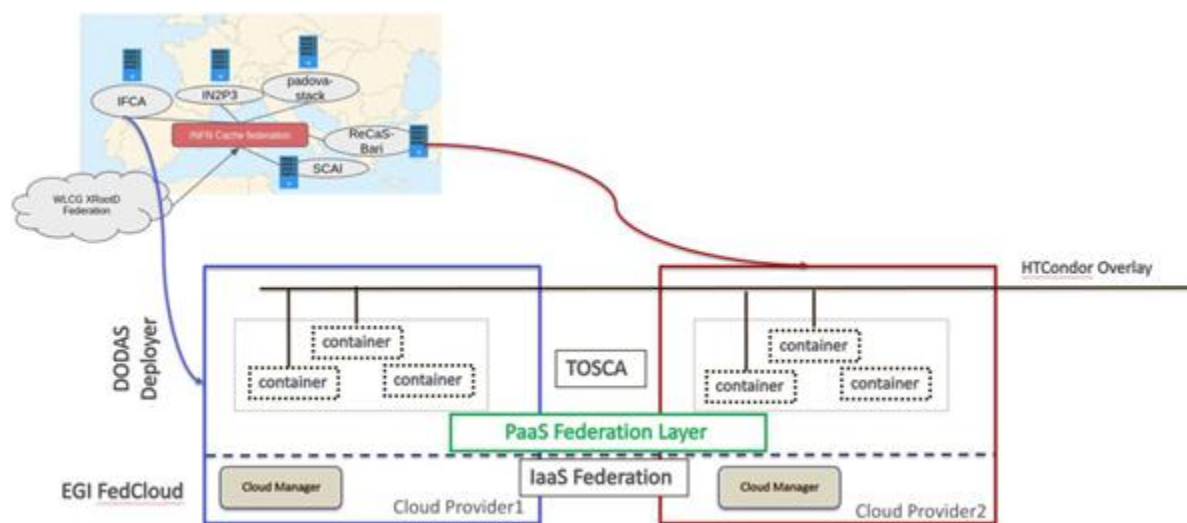 padova-
stack
IFCA
IN2P3
INFN Cache federation
ReCaS-
Bari
SCAI
WLCG XRootD
Federation
HTCondor Overlay
DODAS
Deployer
container
container
container
TOSCA
container
container
container
PaaS Federation Layer
EGI FedCloud
Cloud Manager
IaaS Federation
Cloud Manager
Cloud Provider1
Cloud Provider2